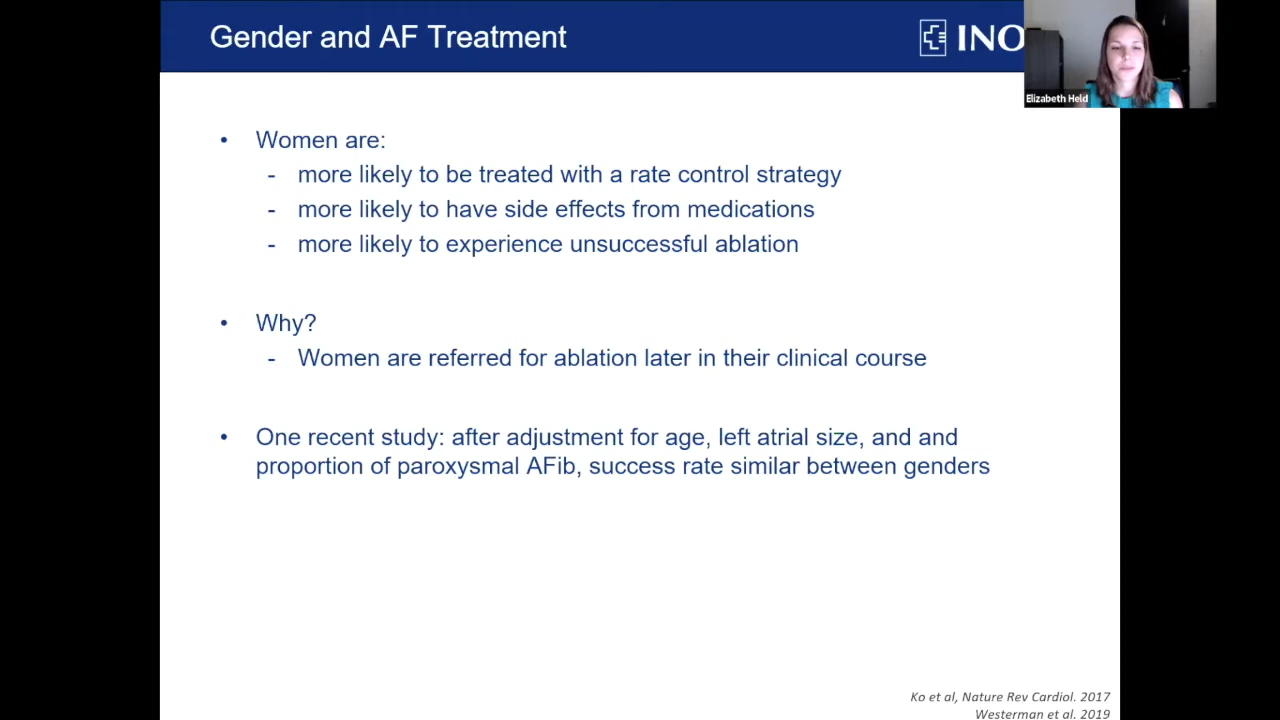 Gender and AF Treatment
INO
Elizabeth Held
• Women are:
- more likely to be treated with a rate control strategy
- more likely to have side effects from medications
- more likely to experience unsuccessful ablation
• Why?
- Women are referred for ablation later in their clinical course
• One recent study: after adjustment for age, left atrial size, and and
proportion of paroxysmal AFib, success rate similar between genders
Ko et al, Nature Rev Cardiol. 2017
Westerman et al. 2019